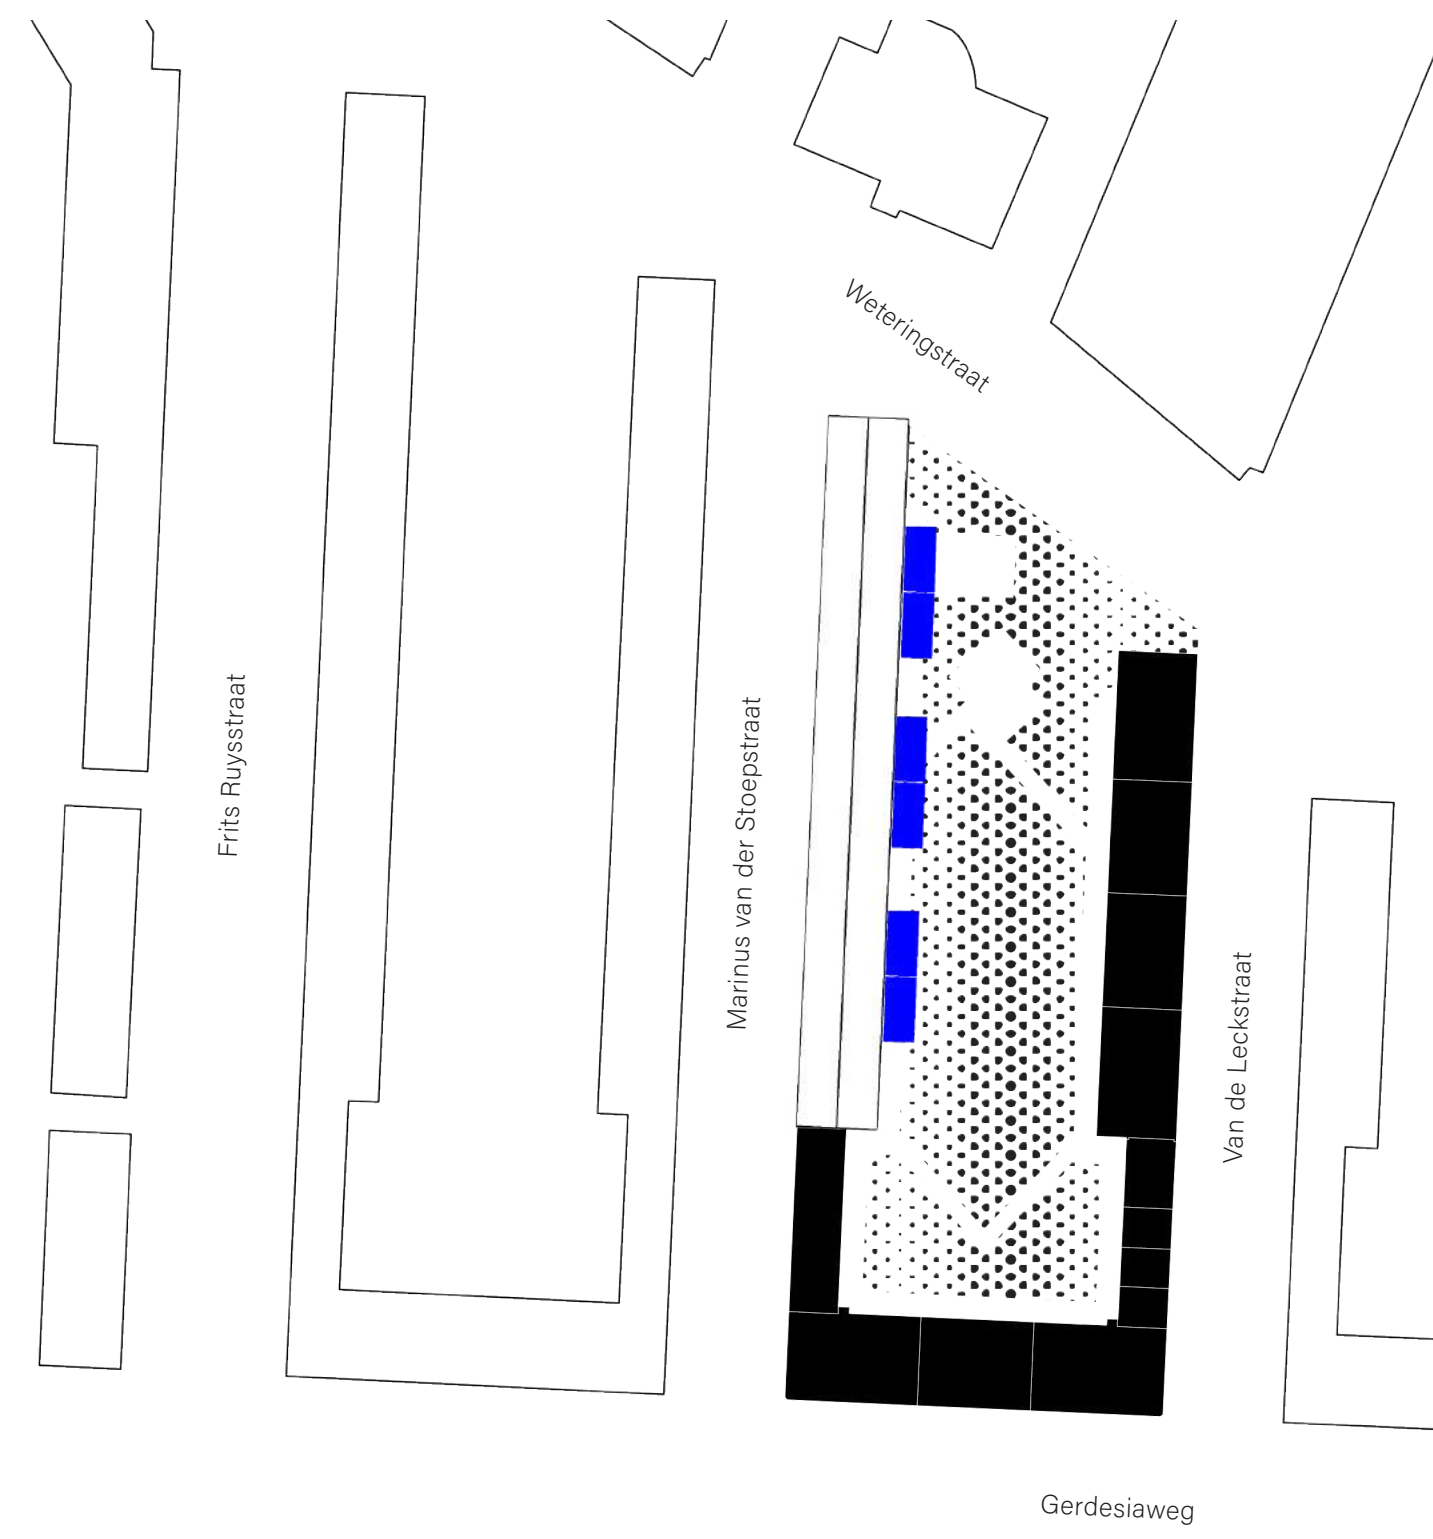 Weteringstraat
Frits Ruysstraat
Marinus van der Stoepstraat
Van de Leckstraat
Gerdesiaweg